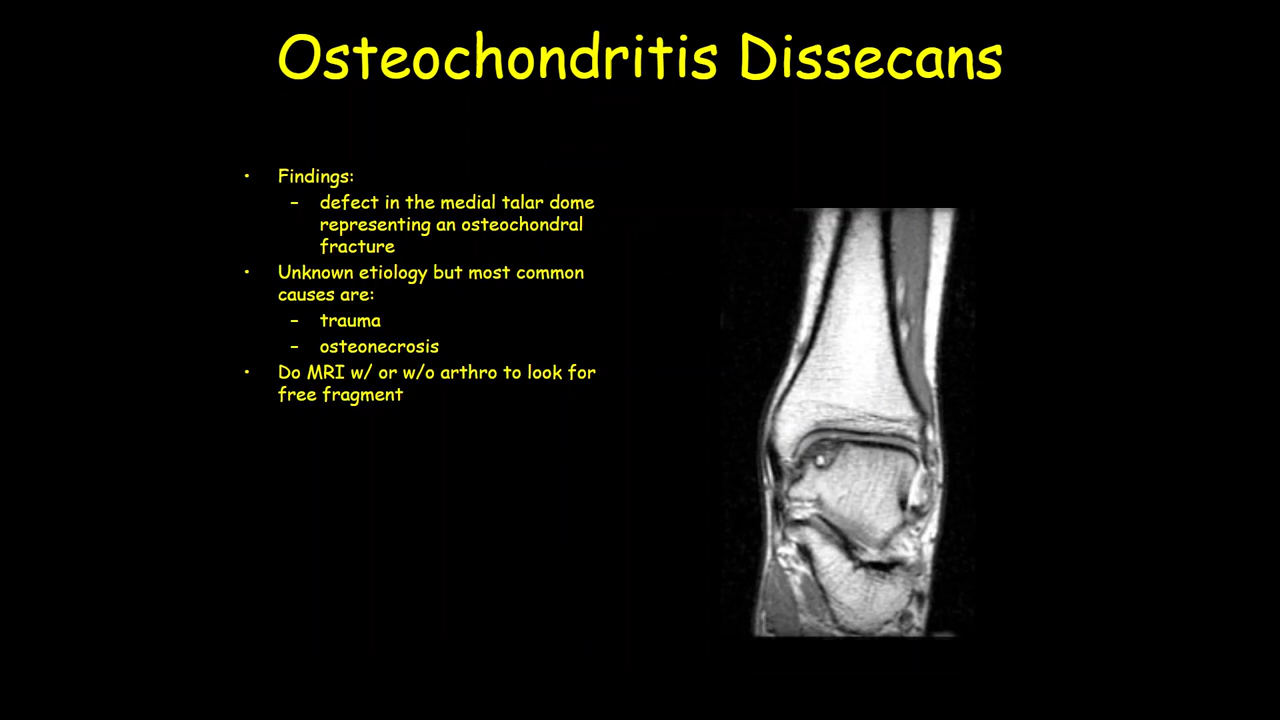 Osteochondritis Dissecans
• Findings:
– defect in the medial talar dome
representing an osteochondral
fracture
• Unknown etiology but most common
causes are:
– trauma
– osteonecrosis
• Do MRI w/ or w/o arthro to look for
free fragment